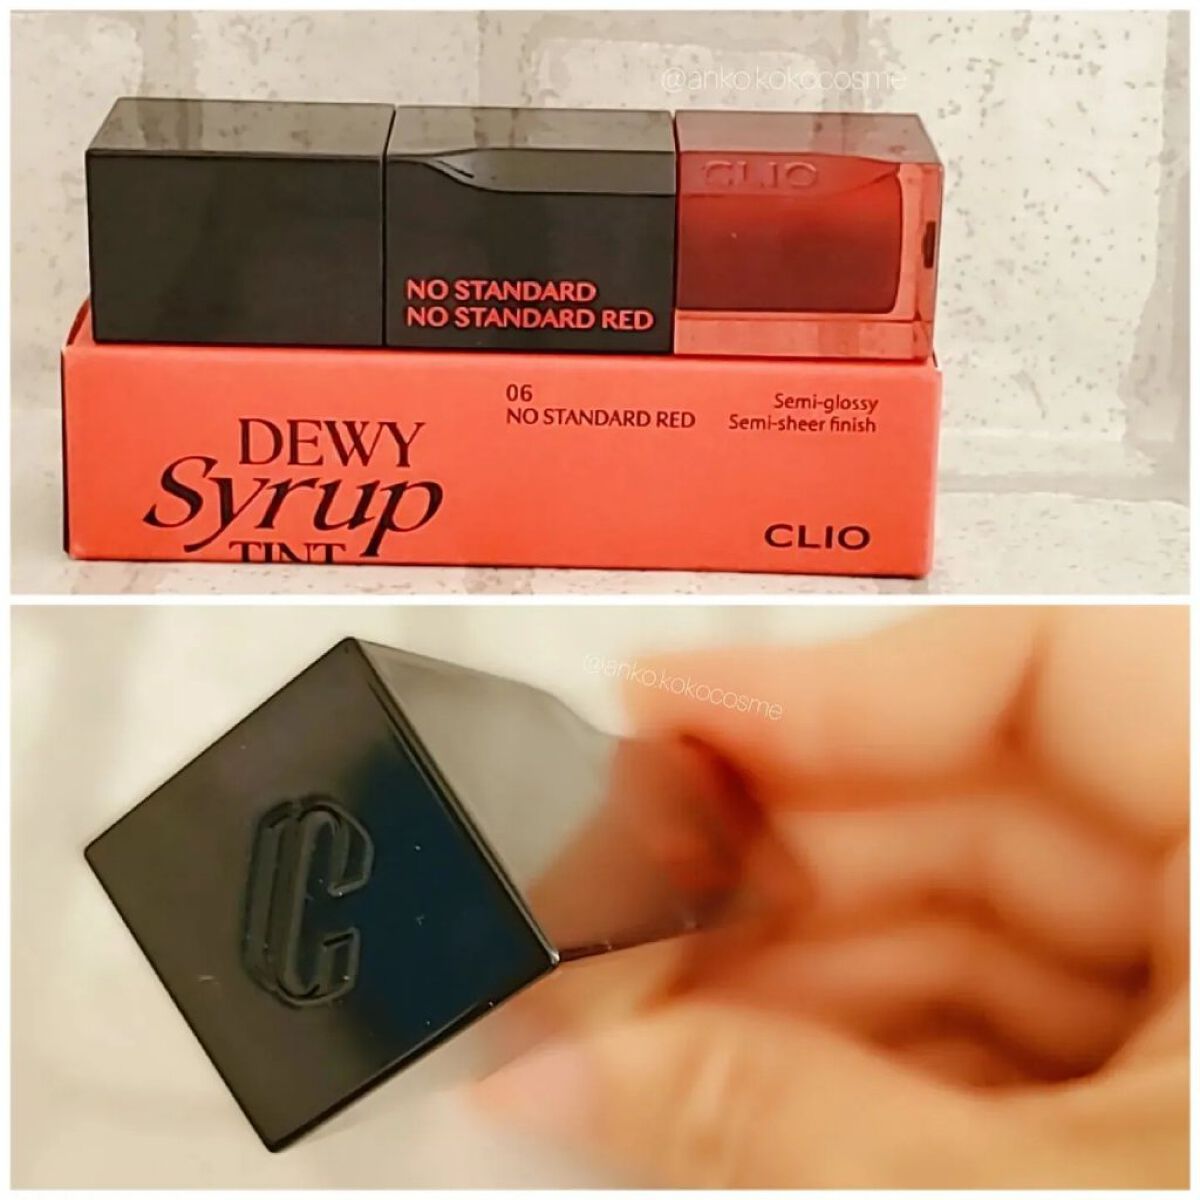 @anko.kokocosme
CLIO
NO STANDARD
NO STANDARD RED
06
NO STANDARD RED
Semi-glossy
Semi-sheer finish
DEWY
Syrup
TINT
CLIO
@anko.kokocosme
C